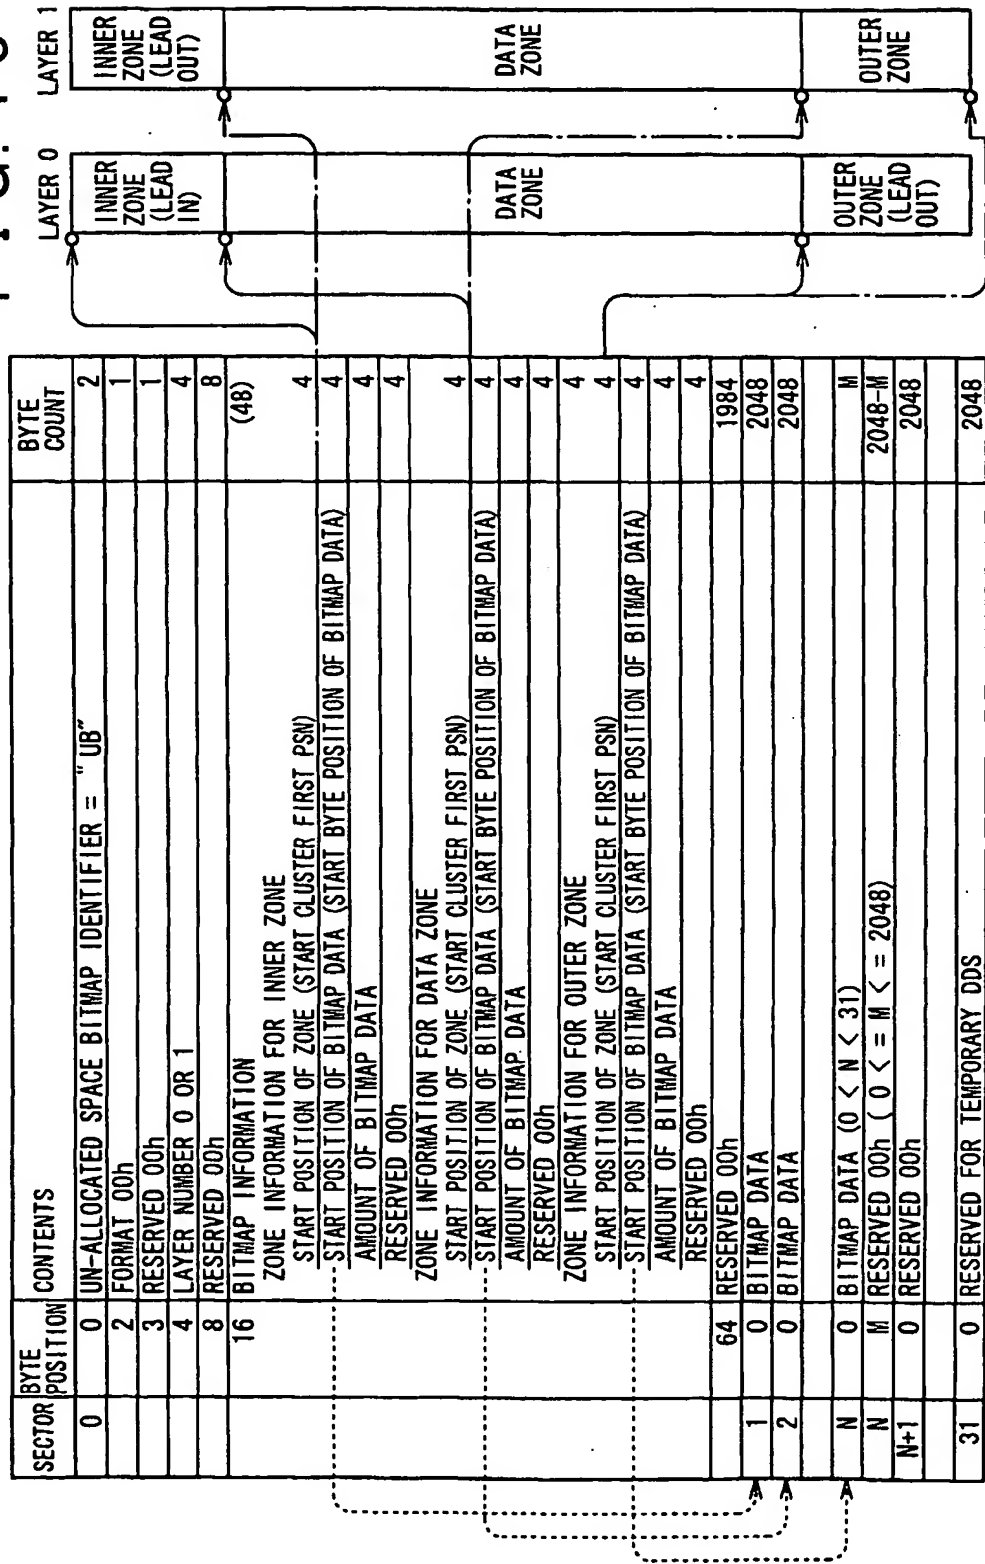 SECTOR BYTE POSITION CONTENTS BYTE COUNT
0 0 UN-ALLOCATED SPACE BITMAP IDENTIFIER = "UB" 2
2 FORMAT 00h 1
3 RESERVED 00h 1
4 LAYER NUMBER 0 OR 1 4
8 RESERVED 00h 8
16 BITMAP INFORMATION (48)
ZONE INFORMATION FOR INNER ZONE
START POSITION OF ZONE (START CLUSTER FIRST PSN) 4
START POSITION OF BITMAP DATA (START BYTE POSITION OF BITMAP DATA) 4
AMOUNT OF BITMAP DATA 4
RESERVED 00h 4
ZONE INFORMATION FOR DATA ZONE
START POSITION OF ZONE (START CLUSTER FIRST PSN) 4
START POSITION OF BITMAP DATA (START BYTE POSITION OF BITMAP DATA) 4
AMOUNT OF BITMAP DATA 4
RESERVED 00h 4
ZONE INFORMATION FOR OUTER ZONE 4
START POSITION OF ZONE (START CLUSTER FIRST PSN) 4
START POSITION OF BITMAP DATA (START BYTE POSITION OF BITMAP DATA) 4
AMOUNT OF BITMAP DATA 4
RESERVED 00h 4
64 RESERVED 00h 1984
1 0 BITMAP DATA 2048
2 0 BITMAP DATA 2048
N 0 BITMAP DATA (0 < N < 31) M
N M RESERVED 00h ( 0 < = M < = 2048) 2048-M
N+1 0 RESERVED 00h 2048
31 0 RESERVED FOR TEMPORARY DDS 2048
LAYER 0
INNER
ZONE
(LEAD
IN)
DATA
ZONE
OUTER
ZONE
(LEAD
OUT)
LAYER 1
INNER
ZONE
(LEAD
OUT)
DATA
ZONE
OUTER
ZONE